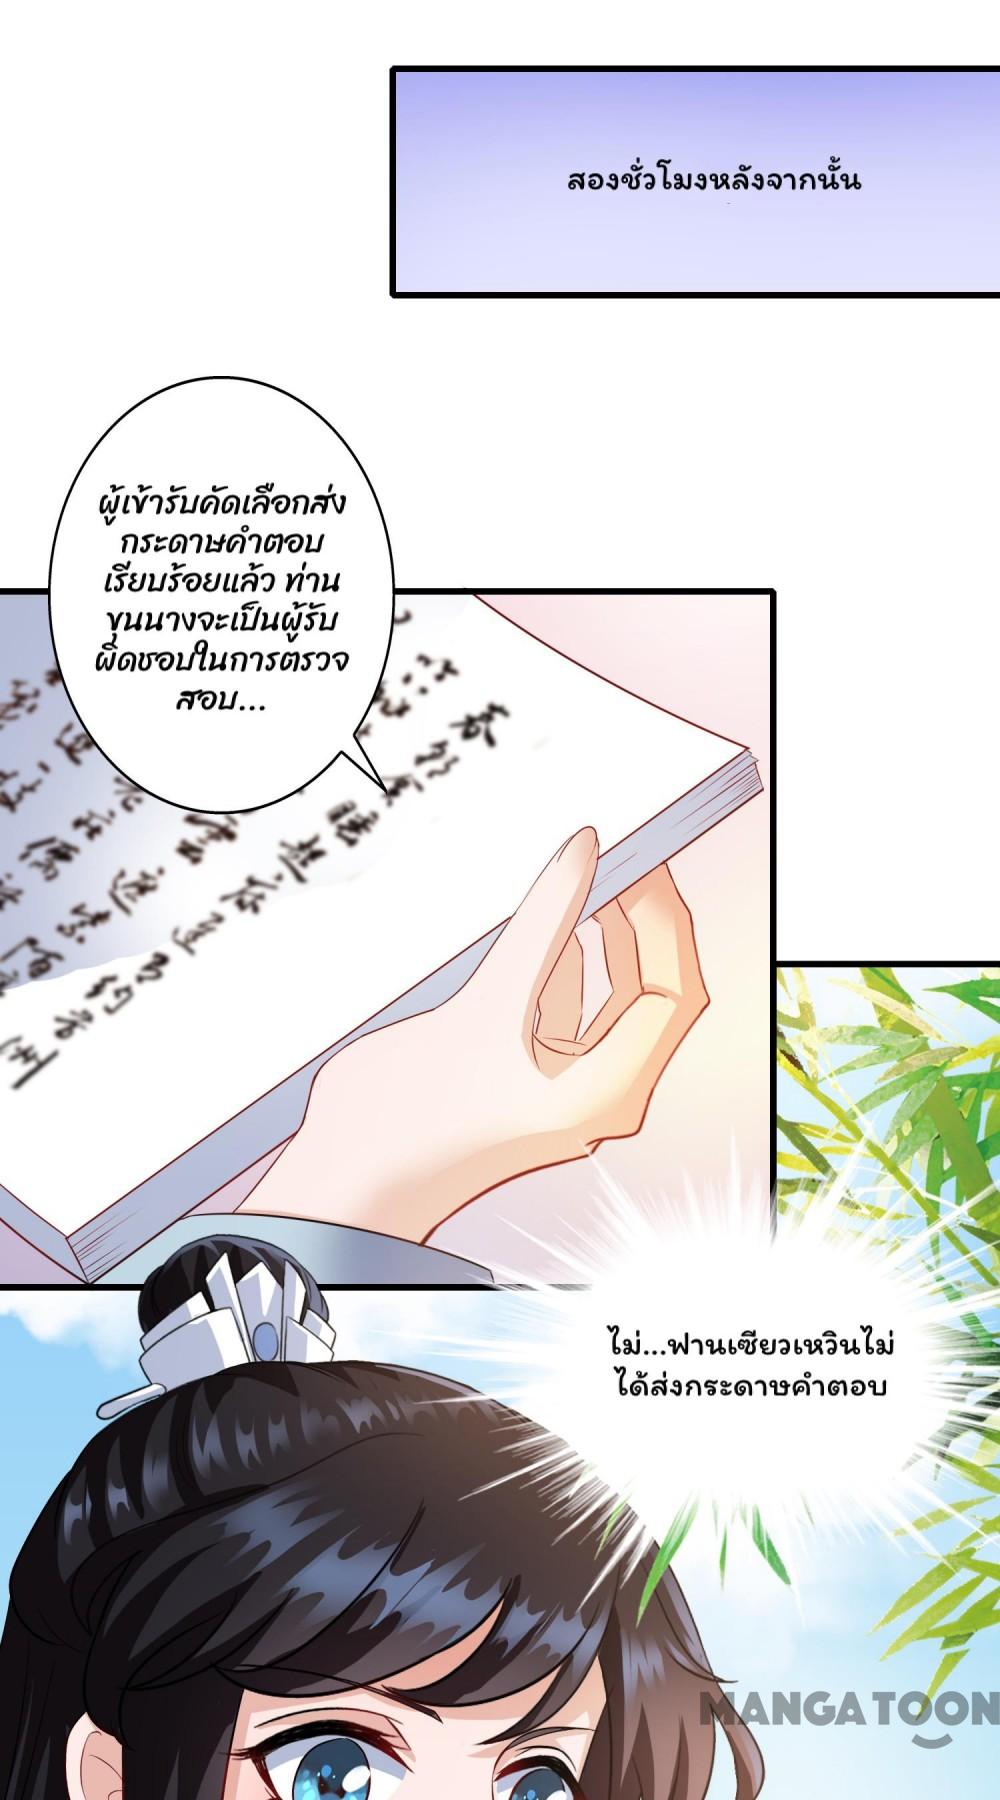 สองชั่วโมงหลังจากนั้น
ผู้เข้ารับคัดเลือกส่ง
กระดาษคำตอบ
เรียบร้อยแล้ว ท่าน
ขุนนางจะเป็นผู้รับ
ผิดชอบในการตรวจ
สอบ...
ไม่...ฟานเซียวเหวินไม่
ได้ส่งกระดาษคำตอบ
MANGATOON